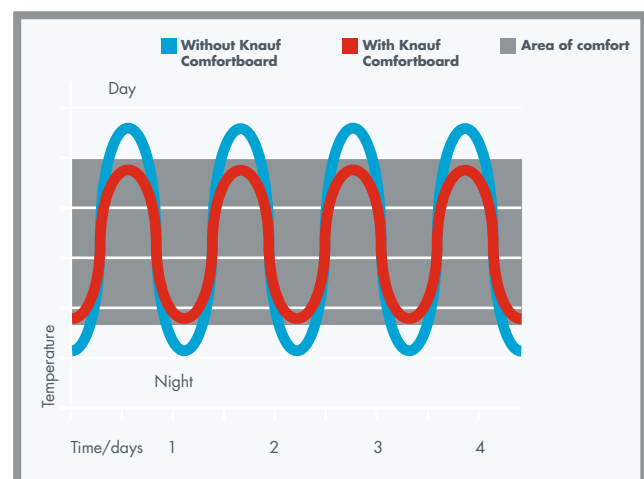 Without Knauf
Comfortboard
With Knauf
Comfortboard
Area of comfort
Day
Temperature
Night
Time/days 1 2 3 4